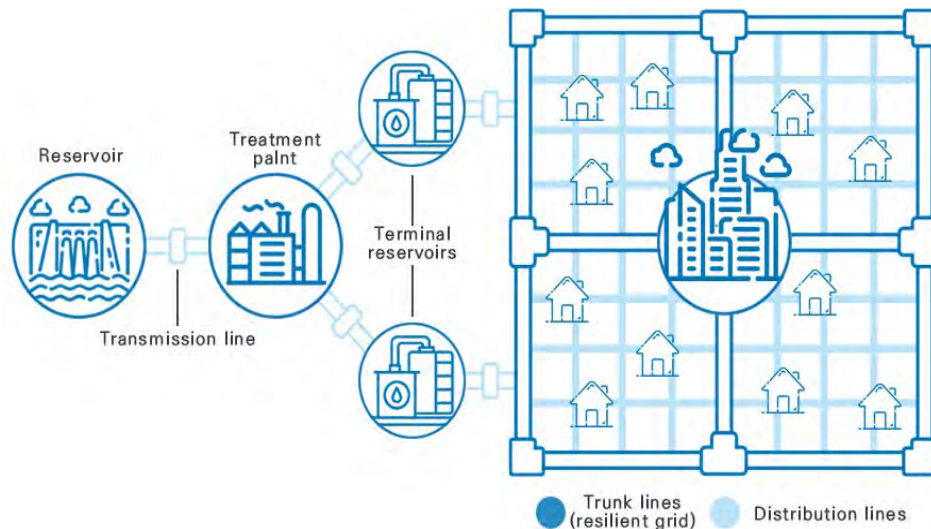 Reservoir
Treatment
palnt
Terminal
reservoirs
Transmission line
Trunk lines
(resilient grid)
Distribution lines